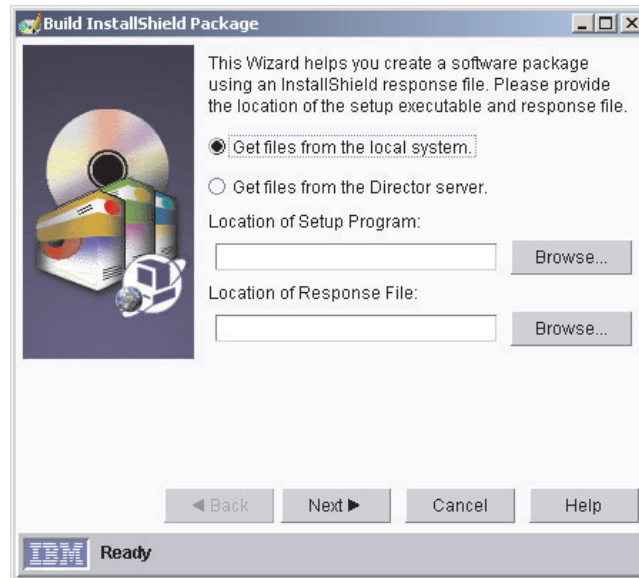 Build InstallShield Package
This Wizard helps you create a software package
using an InstallShield response file. Please provide
the location of the setup executable and response file.
Get files from the local system.
Get files from the Director server.
Location of Setup Program:
Browse...
Location of Response File:
Browse...
Back
Next
Cancel
Help
IBM
Ready